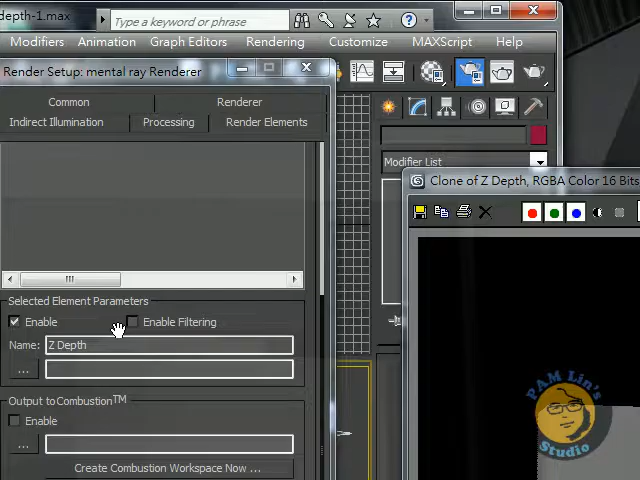 depth-1.max
Type a keyword or phrase
Modifiers Animation Graph Editors Rendering Customize MAXScript Help
Render Setup: mental ray Renderer
Common Renderer
Indirect Illumination Processing Render Elements
Modifier List
Clone of Z Depth, RGBA Color 16 Bits
Selected Element Parameters
Enable Enable Filtering
Name: Z Depth
...
Output to Combustion™
Enable
...
Create Combustion Workspace Now ...
PAM Lin's
Studio